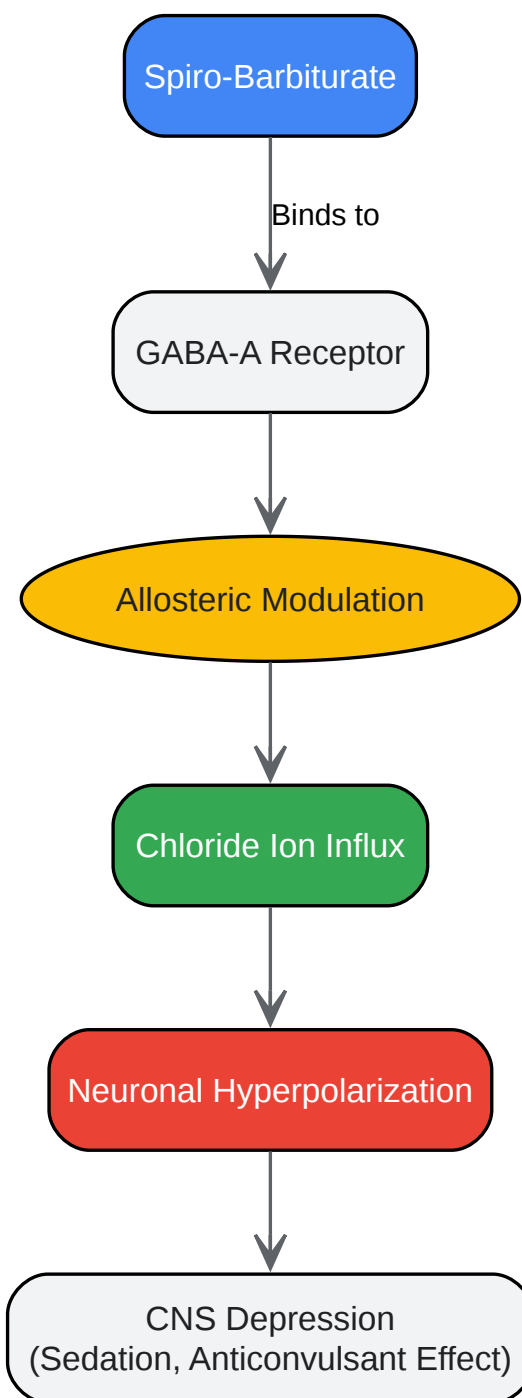 Spiro-Barbiturate
Binds to
GABA-A Receptor
Allosteric Modulation
Chloride Ion Influx
Neuronal Hyperpolarization
CNS Depression
(Sedation, Anticonvulsant Effect)